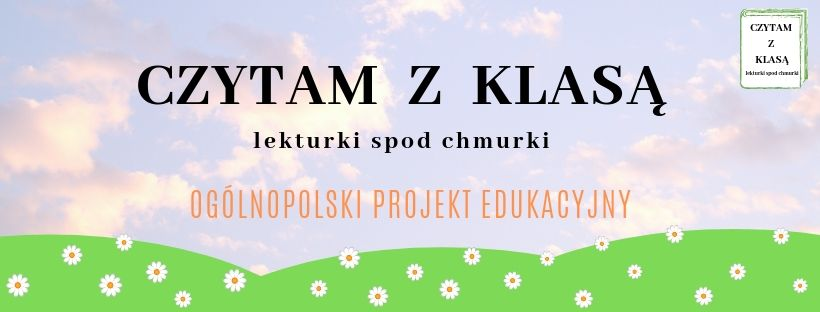 CZYTAM Z KLASĄ
lekturki spod chmurki
OGÓLNOPOLSKI PROJEKT EDUKACYJNY
CZYTAM
Z
KLASĄ
lekturki spod chmurki